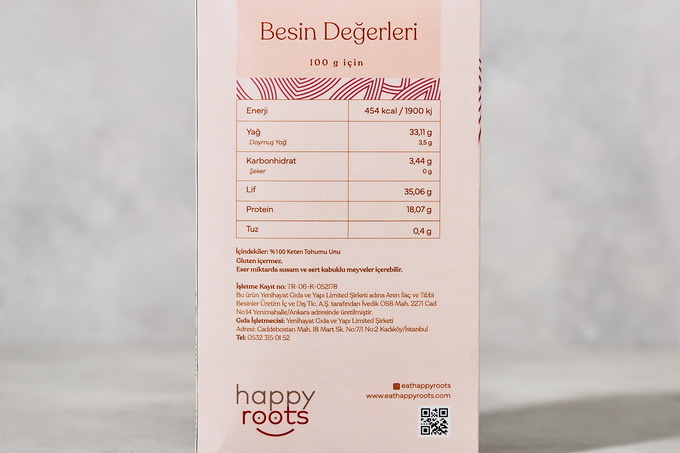 Besin Değerleri
100 g için
Enerji 454 kcal / 1900 kj
Yağ 33,11 g
Doymuş Yağ 3,5 g
Karbonhidrat 3,44 g
Şeker 0 g
Lif 35,06 g
Protein 18,07 g
Tuz 0,4 g
İçindekiler: %100 Keten Tohumu Unu
Gluten içermez.
Eser miktarda susam ve sert kabuklu meyveler içerebilir.
İşletme Kayıt no: TR-06-K-052178
Bu ürün Yenihayat Gıda ve Yapı Limited Şirketi adına Aren İlaç ve Tıbbi
Besinler Üretim İç ve Dış Tic. A.Ş. tarafından İvedik OSB Mah. 2271 Cad
No:14 Yenimahalle/Ankara adresinde üretilmiştir.
Gıda İşletmecisi: Yenihayat Gıda ve Yapı Limited Şirketi
Adresi: Caddebostan Mah. 18 Mart Sk. No:7/1 No:2 Kadıköy/İstanbul
Tel: 0532 315 01 52
happy
roots
eathappyroots
www.eathappyroots.com